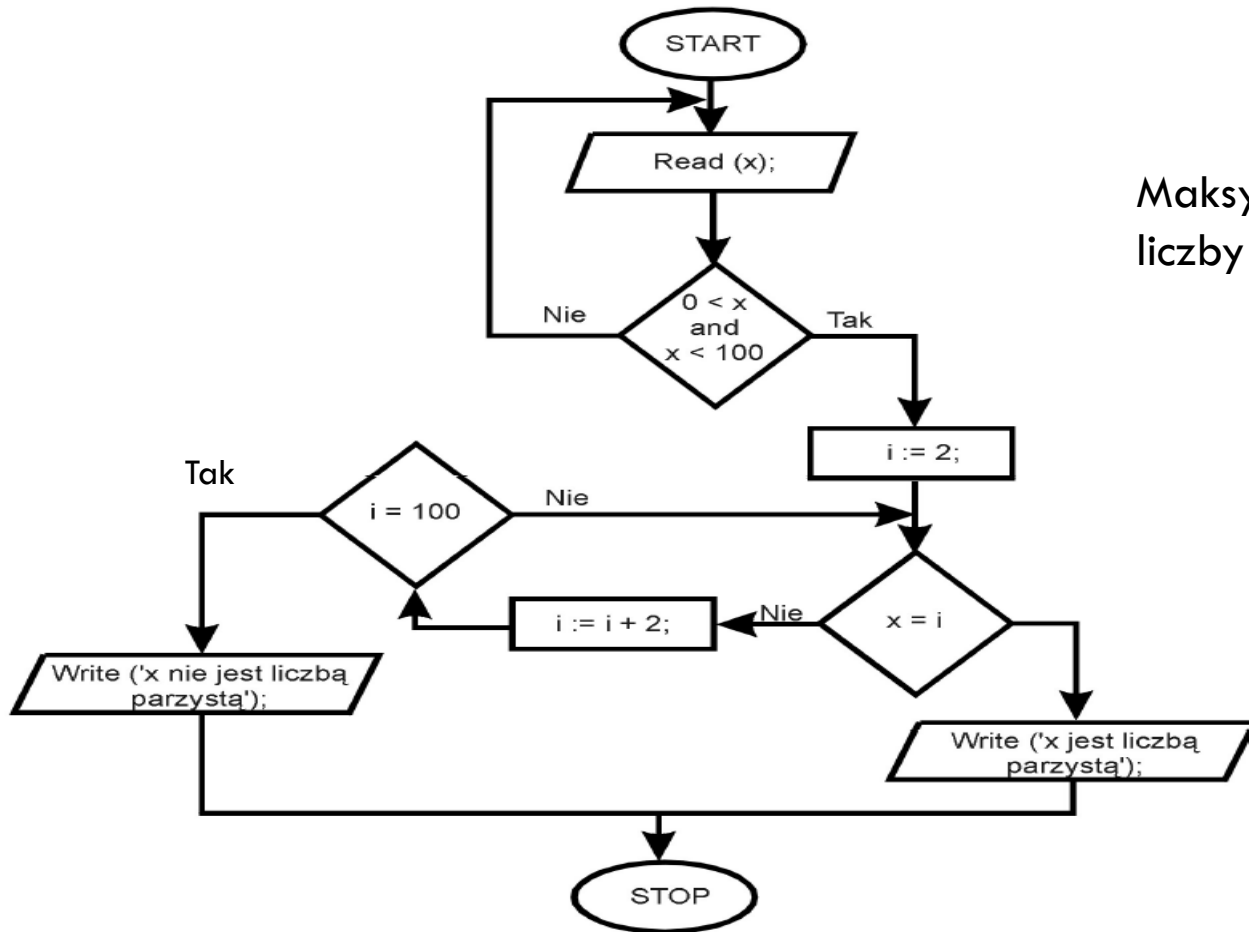 START
Read (x);
Maksy
liczby
0 < x
and
x < 100
Nie
Tak
i := 2;
Tak
i = 100
Nie
x = i
Nie
i := i + 2;
Write ('x nie jest liczbą
parzystą');
Write ('x jest liczbą
parzystą');
STOP